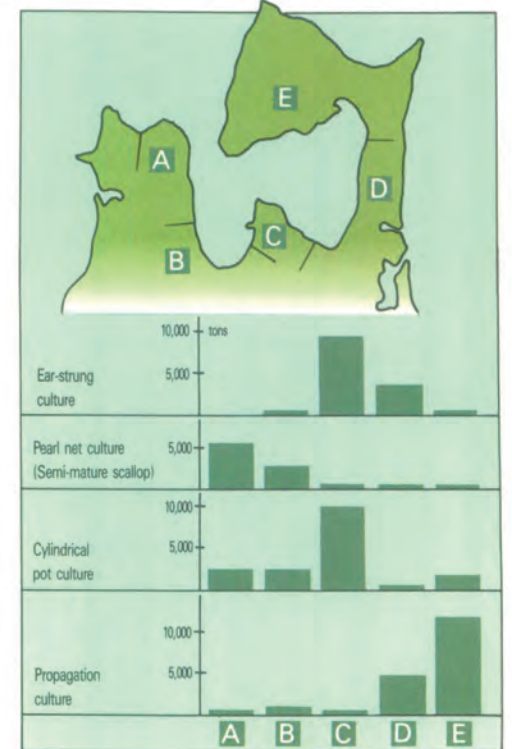 E
A
D
C
B
10,000 tons
5,000
Ear-strung
culture
5,000
Pearl net culture
(Semi-mature scallop)
10,000
5,000
Cylindrical
pot culture
10,000
5,000
Propagation
culture
A B C D E